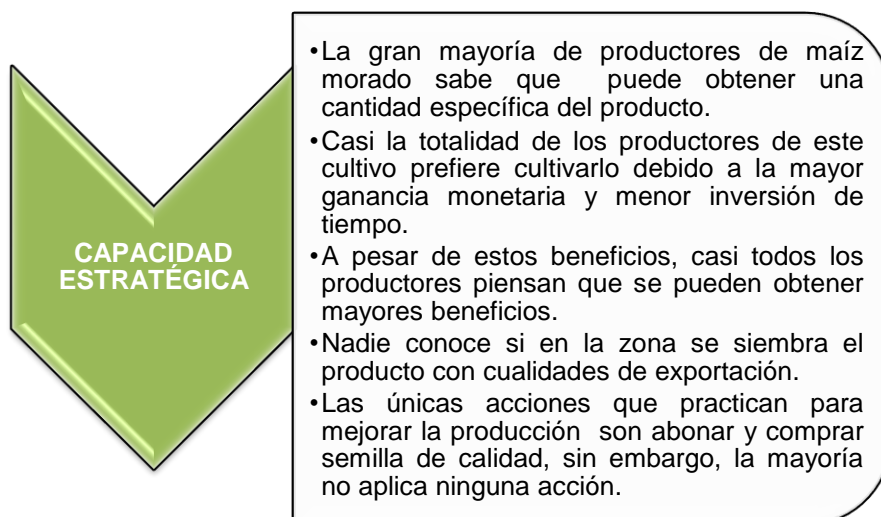 CAPACIDAD
ESTRATÉGICA
•La gran mayoría de productores de maíz
morado sabe que puede obtener una
cantidad específica del producto.
•Casi la totalidad de los productores de este
cultivo prefiere cultivarlo debido a la mayor
ganancia monetaria y menor inversión de
tiempo.
•A pesar de estos beneficios, casi todos los
productores piensan que se pueden obtener
mayores beneficios.
•Nadie conoce si en la zona se siembra el
producto con cualidades de exportación.
•Las únicas acciones que practican para
mejorar la producción son abonar y comprar
semilla de calidad, sin embargo, la mayoría
no aplica ninguna acción.